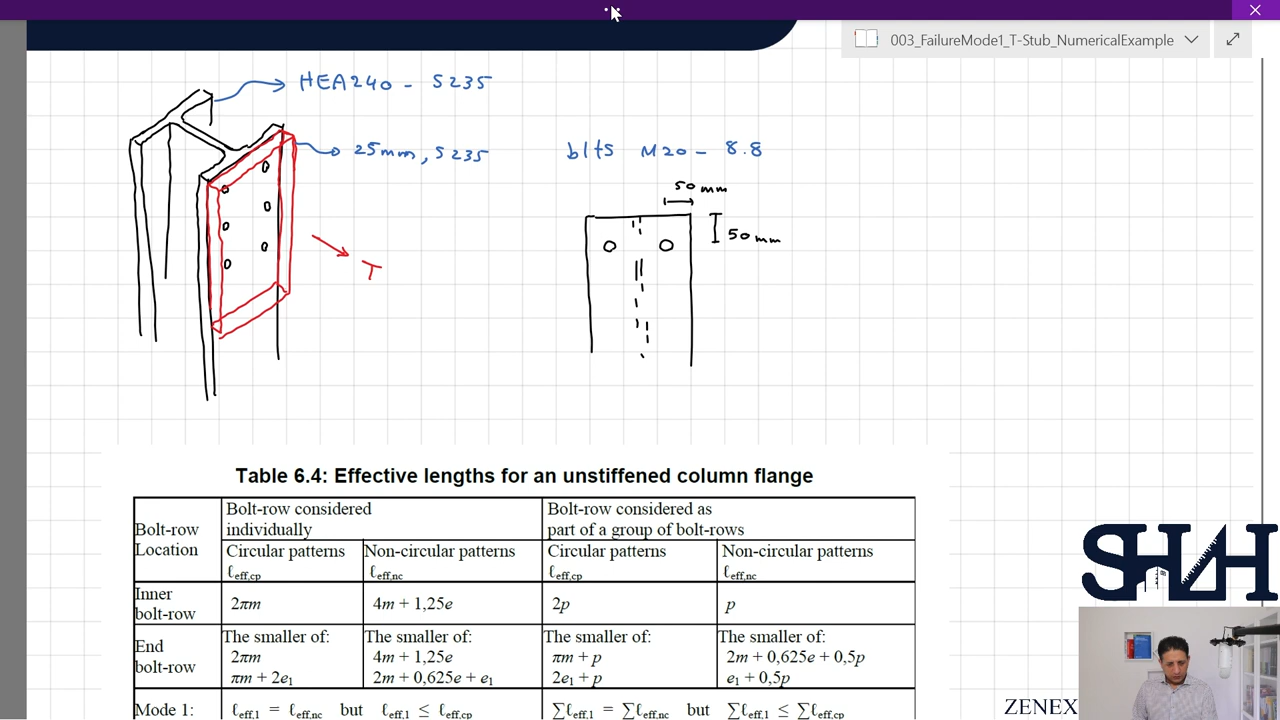 003_FailureMode1_T-Stub_NumericalExample
HEA240 - S235
25mm, S235
blts M20 - 8.8
50 mm
50 mm
T
Table 6.4: Effective lengths for an unstiffened column flange
Bolt-row Location
Bolt-row considered individually
Bolt-row considered as part of a group of bolt-rows
Circular patterns ℓeff,cp
Non-circular patterns ℓeff,nc
Circular patterns ℓeff,cp
Non-circular patterns ℓeff,nc
Inner bolt-row
2πm
4m + 1,25e
2p
p
End bolt-row
The smaller of:
2πm
πm + 2e1
The smaller of:
4m + 1,25e
2m + 0,625e + e1
The smaller of:
πm + p
2e1 + p
The smaller of:
2m + 0,625e + 0,5p
e1 + 0,5p
Mode 1:
ℓeff,1 = ℓeff,nc but ℓeff,1 ≤ ℓeff,cp
∑ℓeff,1 = ∑ℓeff,nc but ∑ℓeff,1 ≤ ∑ℓeff,cp
ZENEX